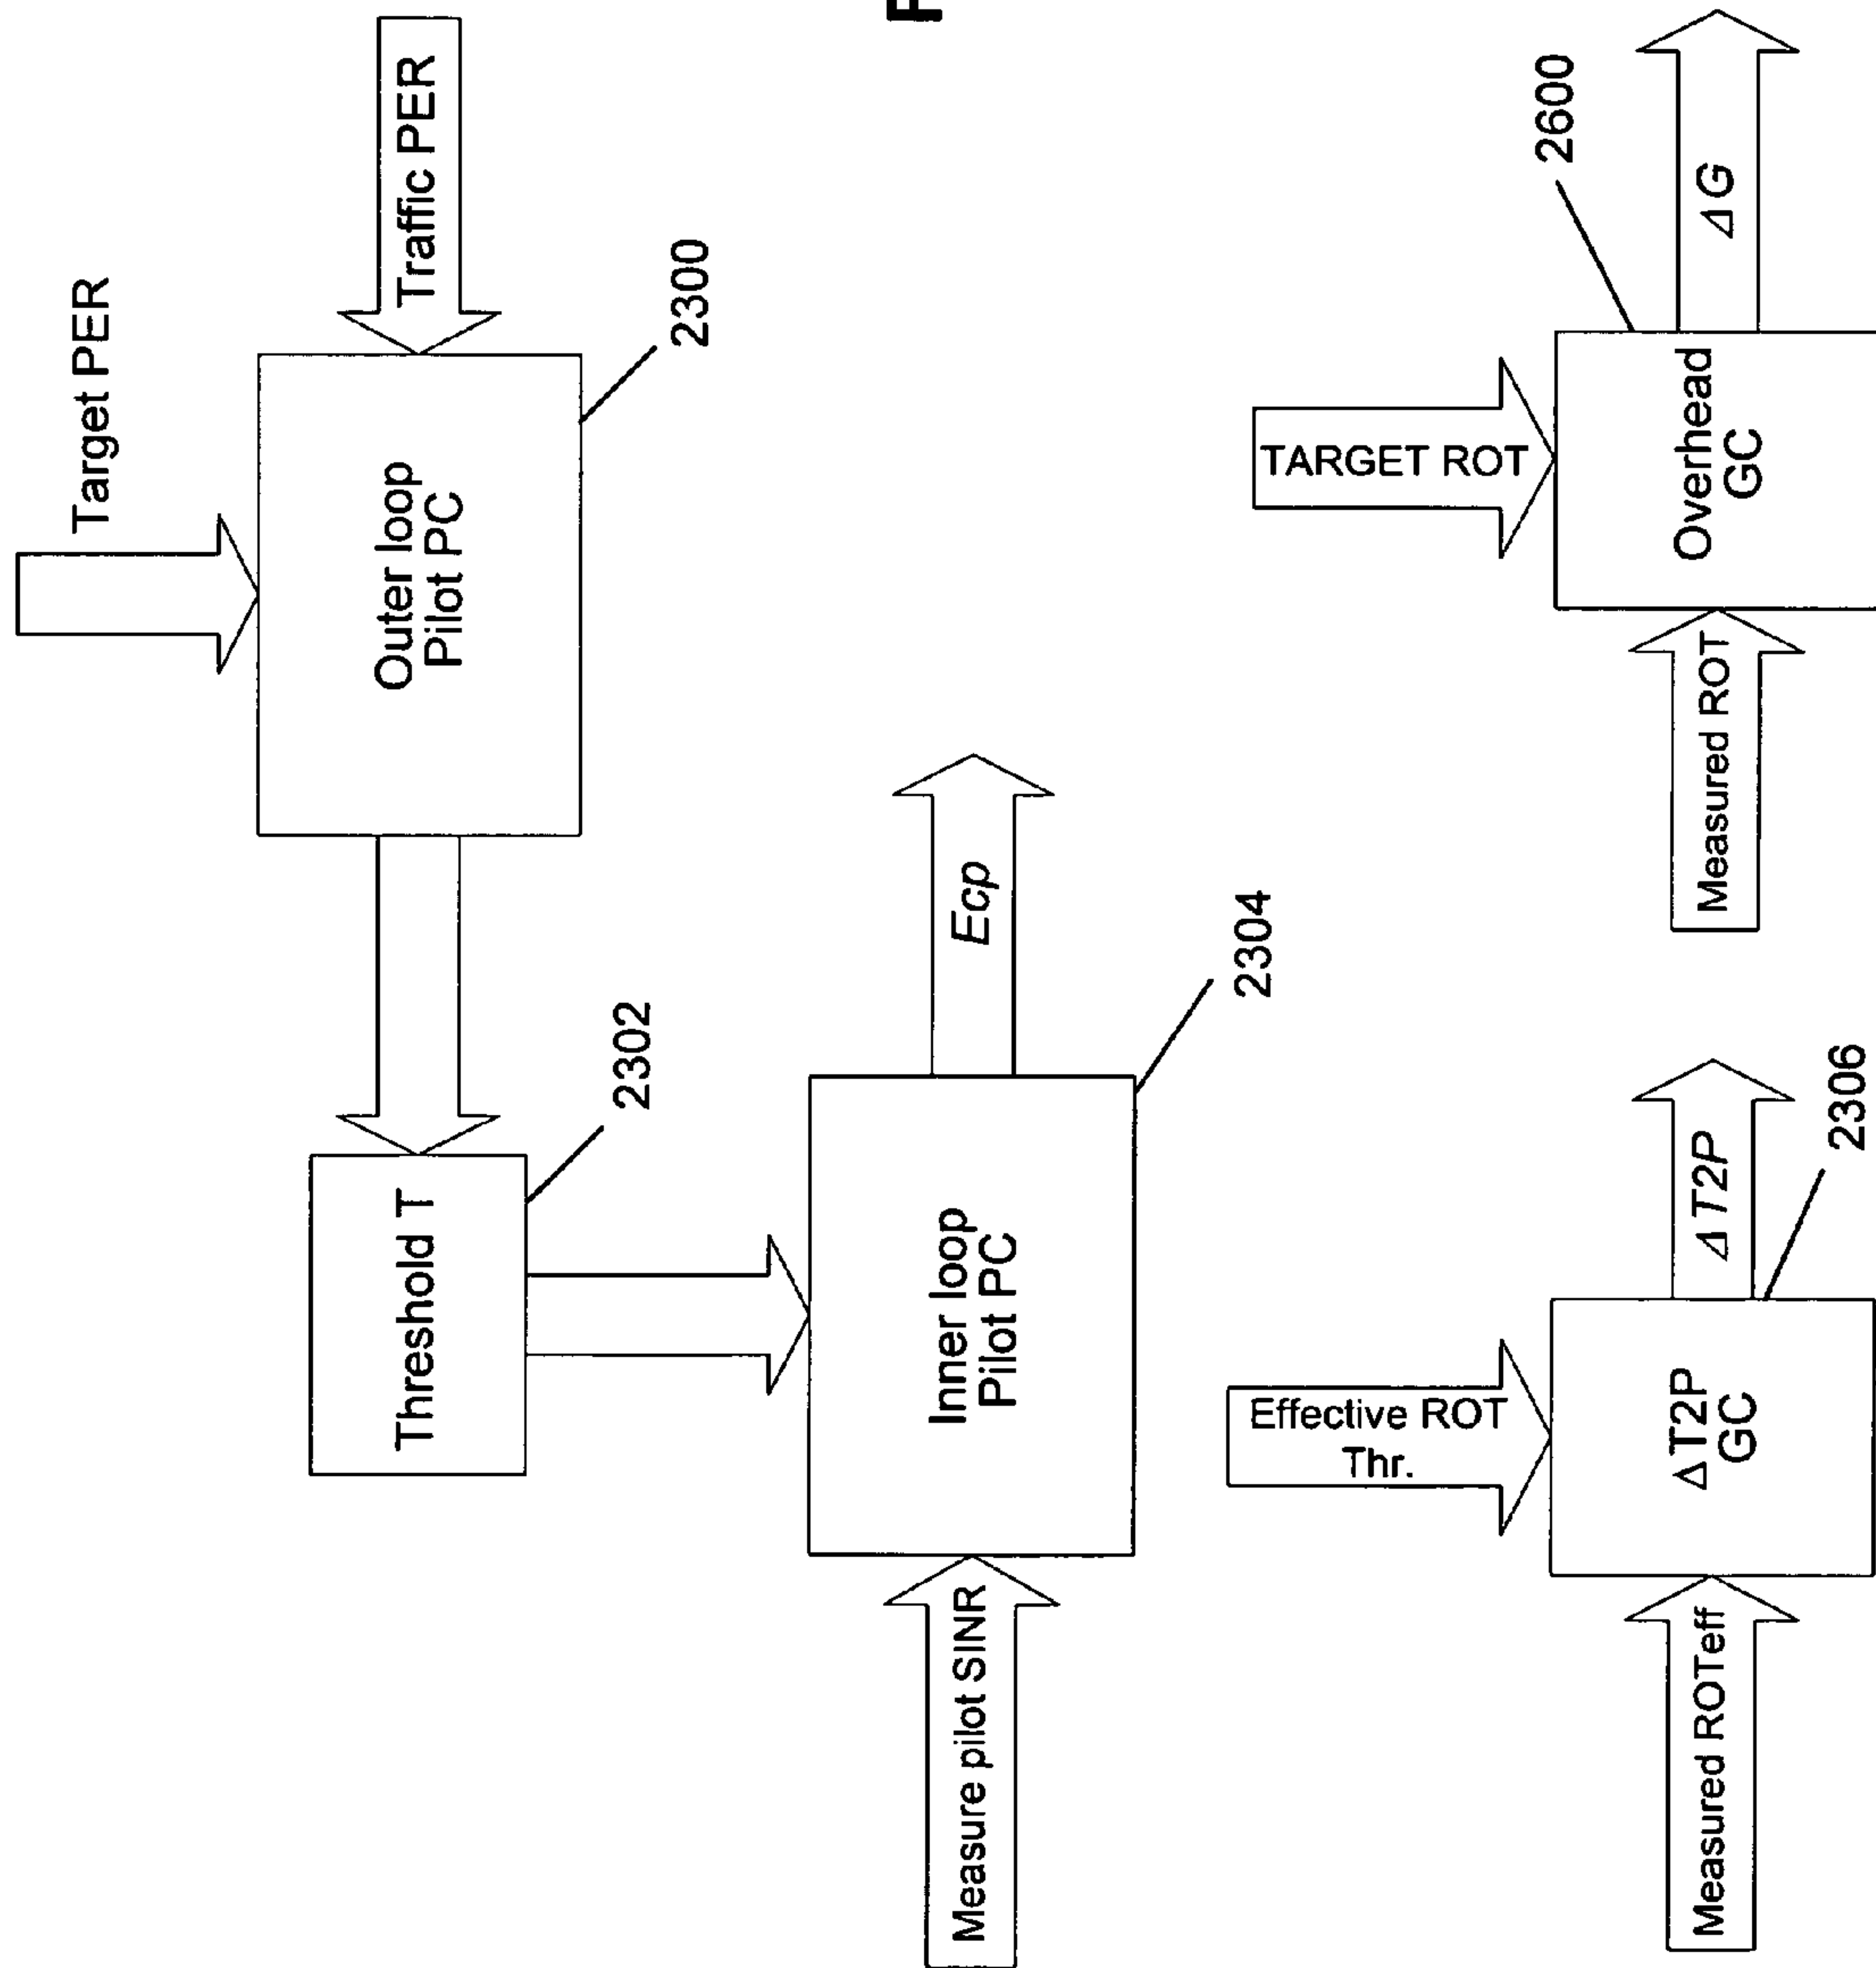 Target PER
Traffic PER
Outer loop
Pilot PC
2300
Threshold T
2302
Measure pilot SINR
Inner loop
Pilot PC
Ecp
2304
Effective ROT
Thr.
Measured ROTeff
ΔT2P
GC
ΔT2P
2306
TARGET ROT
Measured ROT
Overhead
GC
ΔG
2600
F